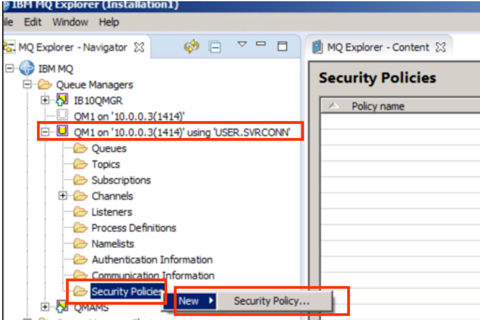 IBM MQ Explorer (Installation1)
ile Edit Window Help
MQ Explorer - Navigator
MQ Explorer - Content
IBM MQ
Queue Managers
IB10QMGR
QM1 on '10.0.0.3(1414)'
QM1 on '10.0.0.3(1414)' using 'USER.SVRCONN'
Queues
Topics
Subscriptions
Channels
Listeners
Process Definitions
Namelists
Authentication Information
Communication Information
Security Policies
QMAMS
New
Security Policy...
Security Policies
Policy name